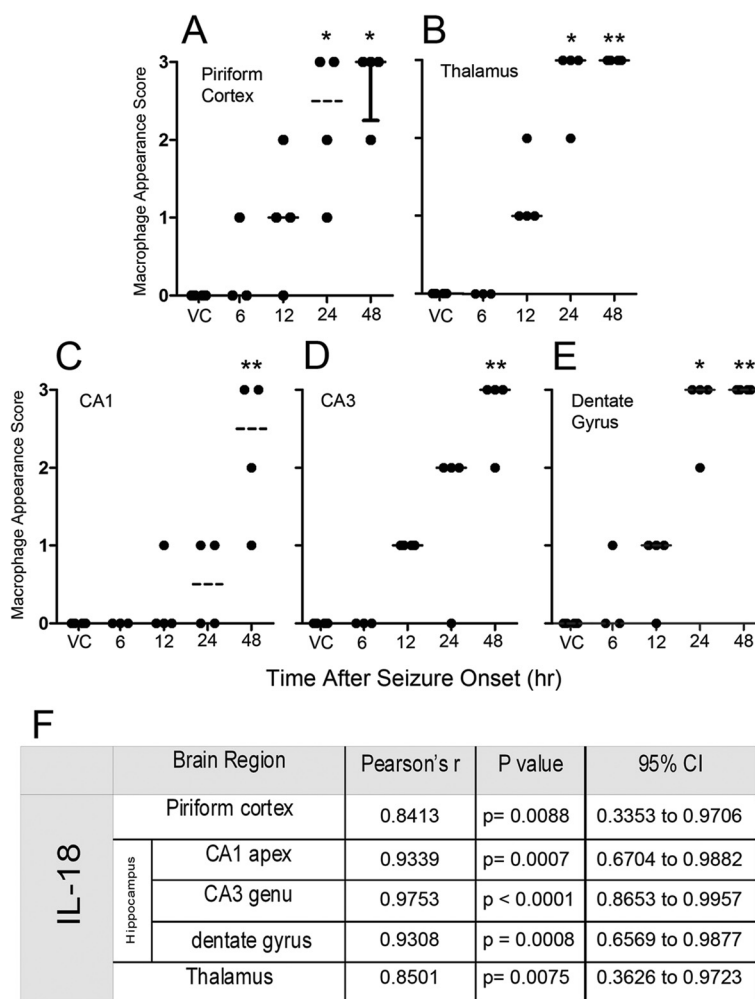 A
Piriform
Cortex
* *
Macrophage Appearance Score
3
2
1
0
VC 6 12 24 48
B
Thalamus
* **
VC 6 12 24 48
C
CA1
**
Macrophage Appearance Score
3
2
1
0
VC 6 12 24 48
D
CA3
**
VC 6 12 24 48
E
Dentate
Gyrus
* **
VC 6 12 24 48
Time After Seizure Onset (hr)
F
Brain Region Pearson's r P value 95% CI
IL-18
Piriform cortex 0.8413 p= 0.0088 0.3353 to 0.9706
Hippocampus
CA1 apex 0.9339 p= 0.0007 0.6704 to 0.9882
CA3 genu 0.9753 p < 0.0001 0.8653 to 0.9957
dentate gyrus 0.9308 p = 0.0008 0.6569 to 0.9877
Thalamus 0.8501 p= 0.0075 0.3626 to 0.9723